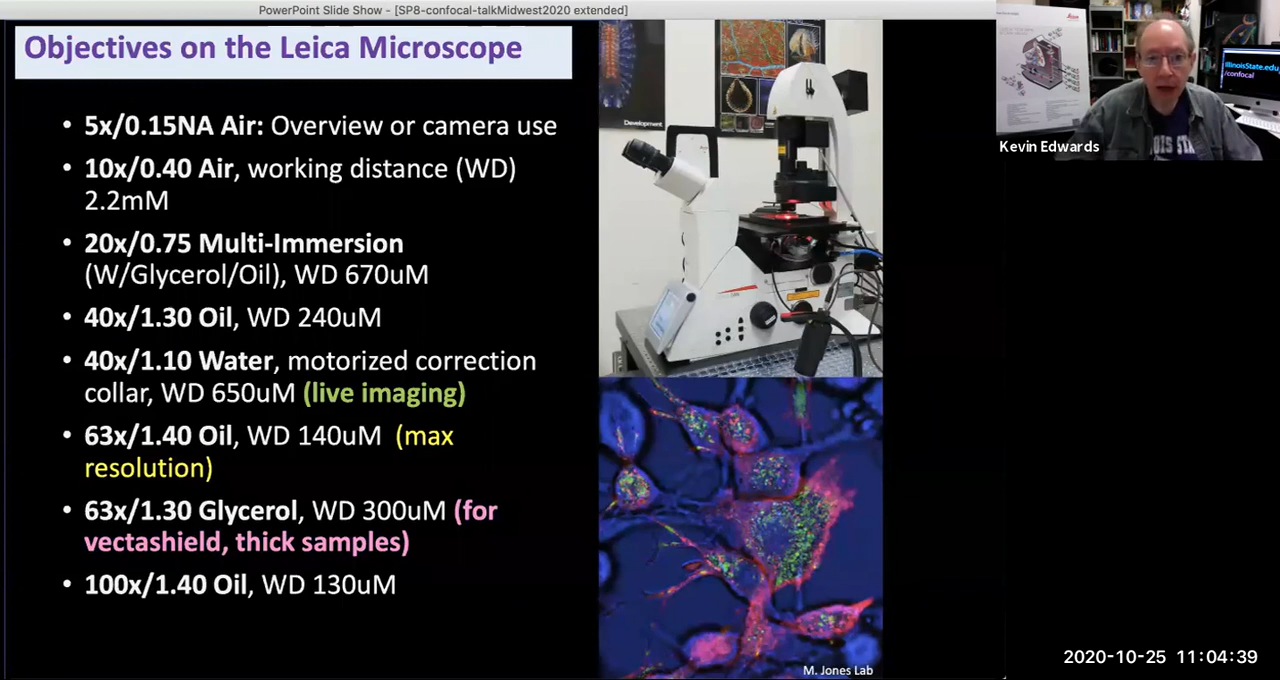 PowerPoint Slide Show - [SP8-confocal-talkMidwest2020 extended]
Objectives on the Leica Microscope
• 5x/0.15NA Air: Overview or camera use
• 10x/0.40 Air, working distance (WD)
2.2mM
• 20x/0.75 Multi-Immersion
(W/Glycerol/Oil), WD 670uM
• 40x/1.30 Oil, WD 240uM
• 40x/1.10 Water, motorized correction
collar, WD 650uM (live imaging)
• 63x/1.40 Oil, WD 140uM (max
resolution)
• 63x/1.30 Glycerol, WD 300uM (for
vectashield, thick samples)
• 100x/1.40 Oil, WD 130uM
Development
M. Jones Lab
IllinoisState.edu
/confocal
Kevin Edwards
2020-10-25 11:04:39